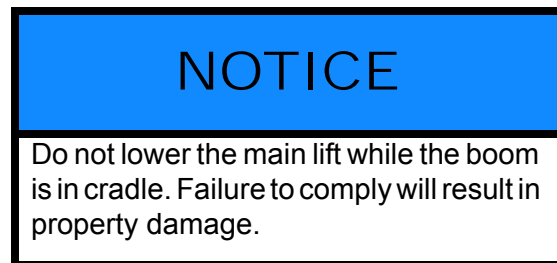 NOTICE
Do not lower the main lift while the boom
is in cradle. Failure to comply will result in
property damage.